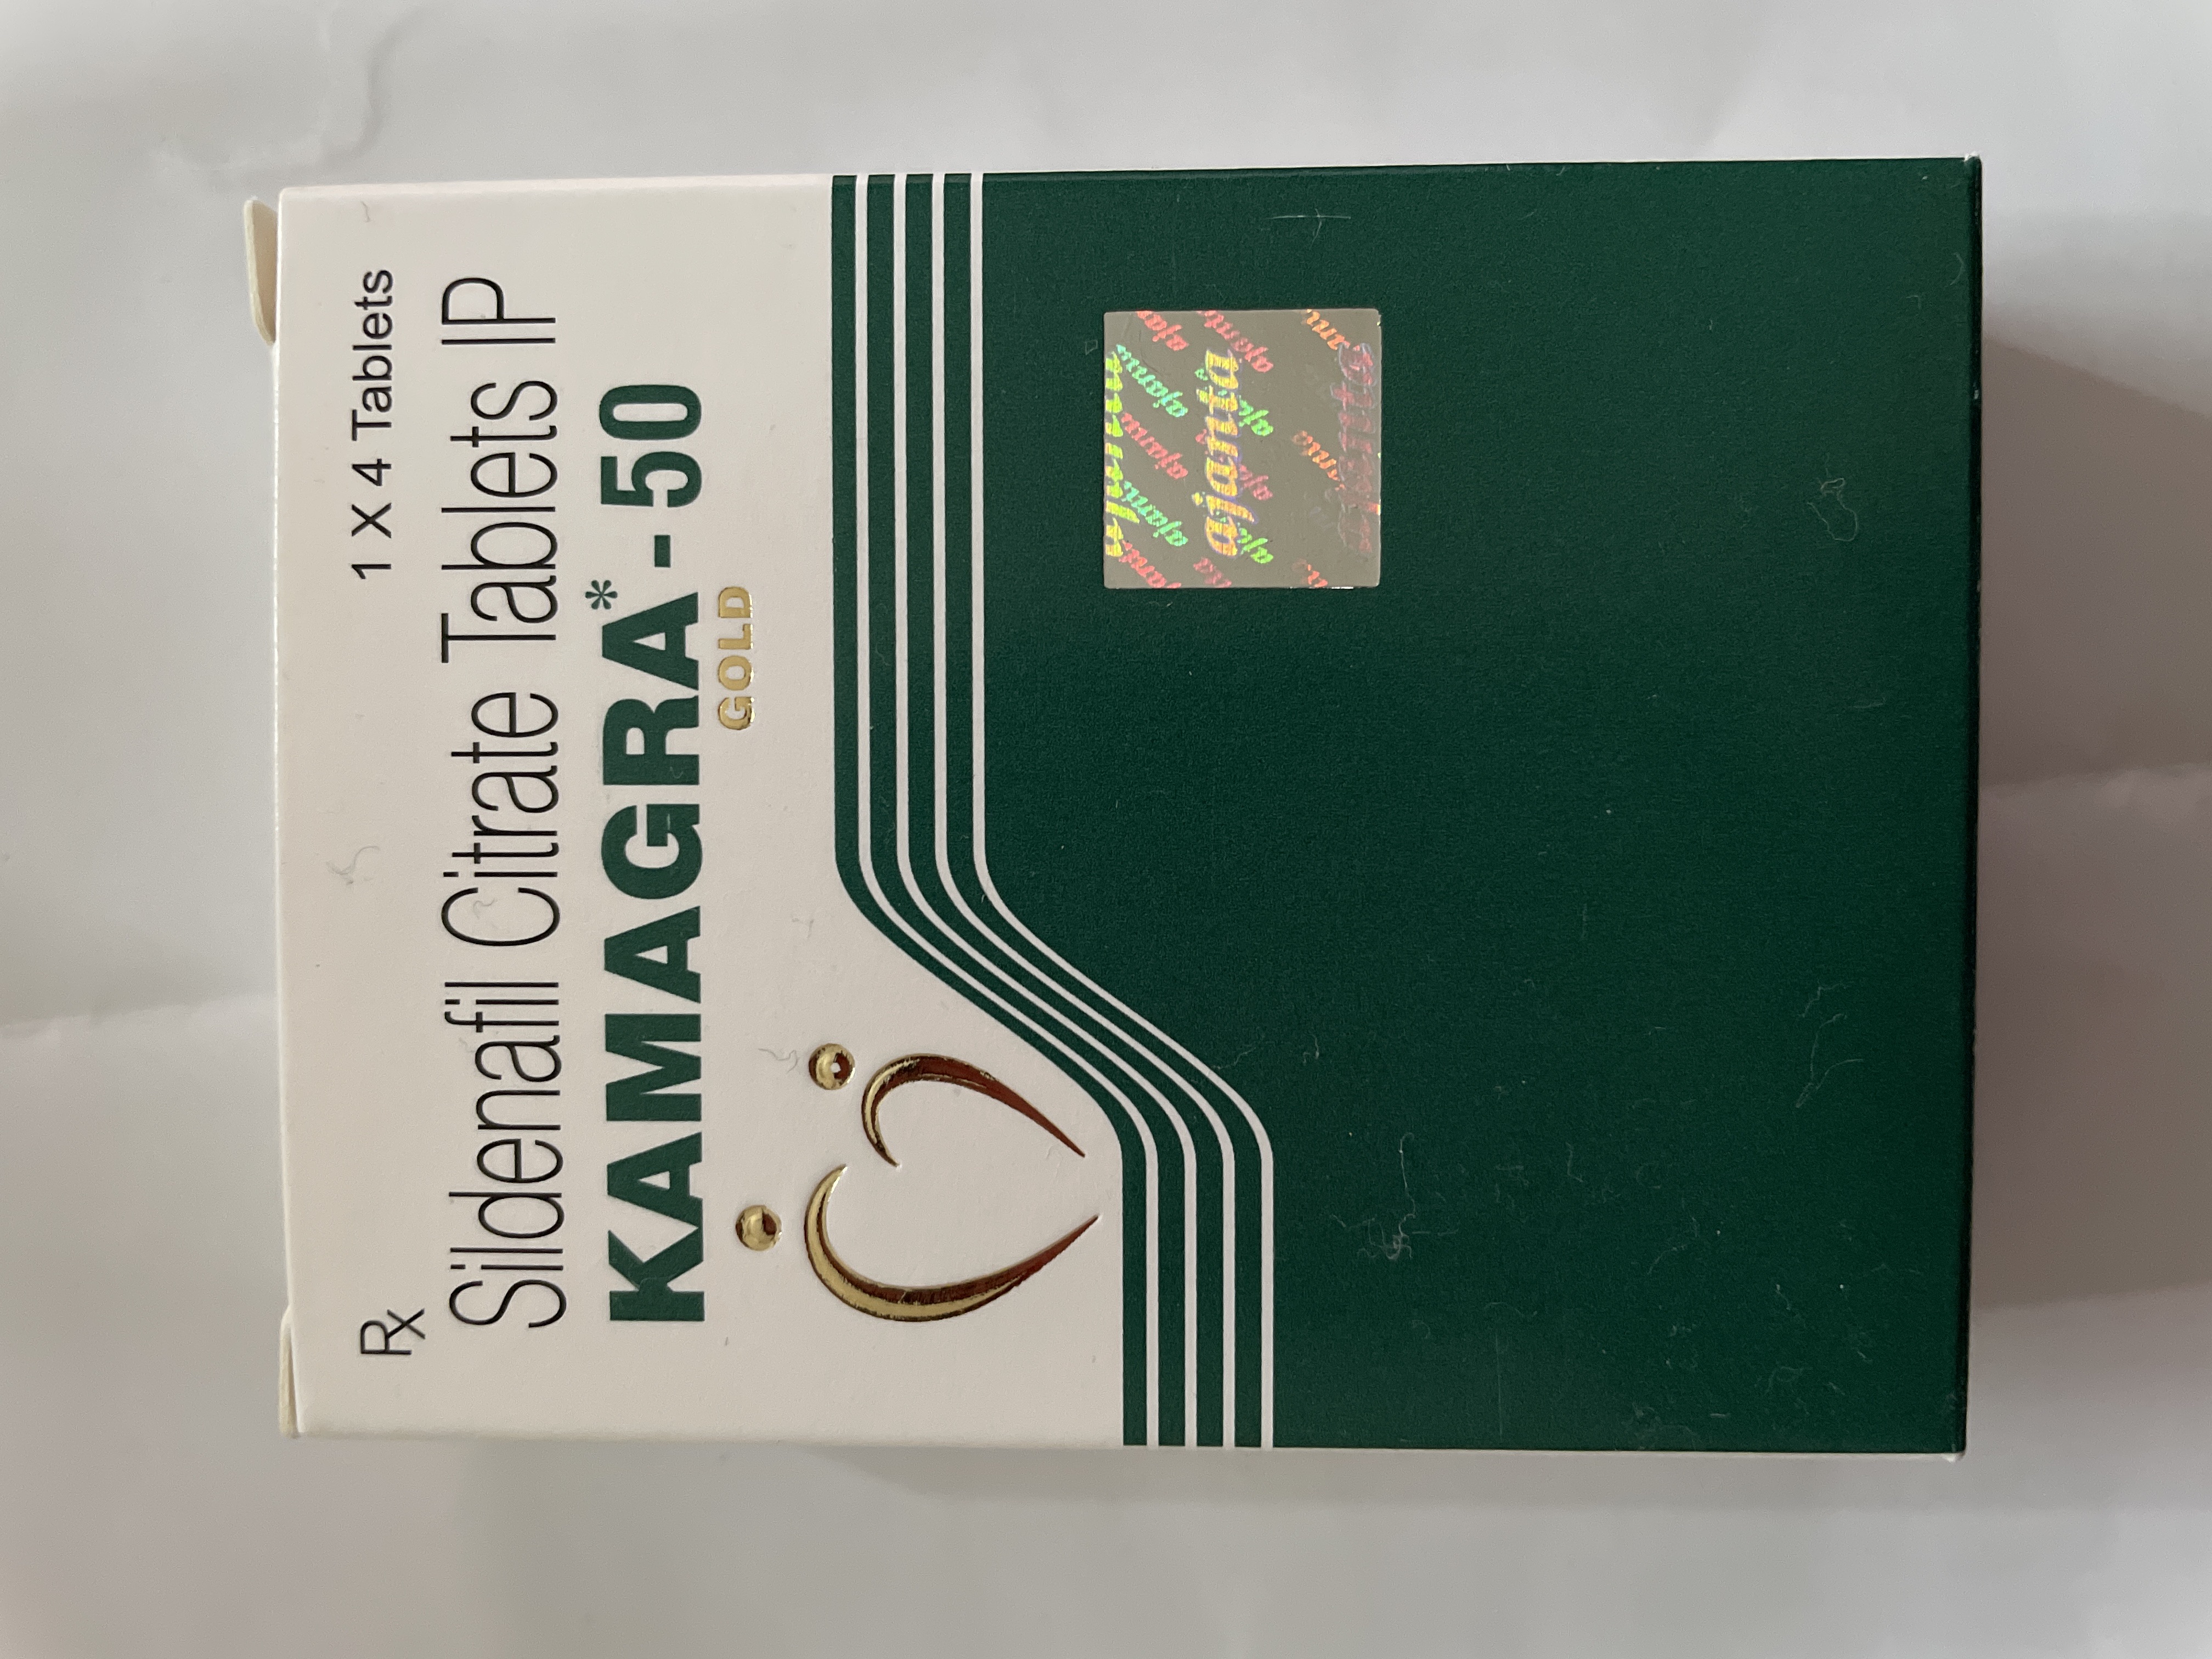 Rx
1 X 4 Tablets
Sildenafil Citrate Tablets IP
KAMAGRA* - 50
GOLD
ajanta